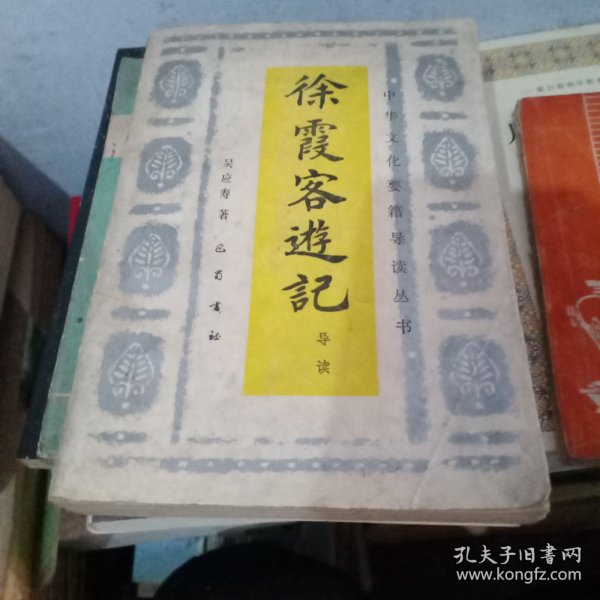 中华文化要籍导读丛书
徐霞客遊記
导读
吴应寿 著
巴蜀書社
孔夫子旧书网
www.kongfz.com